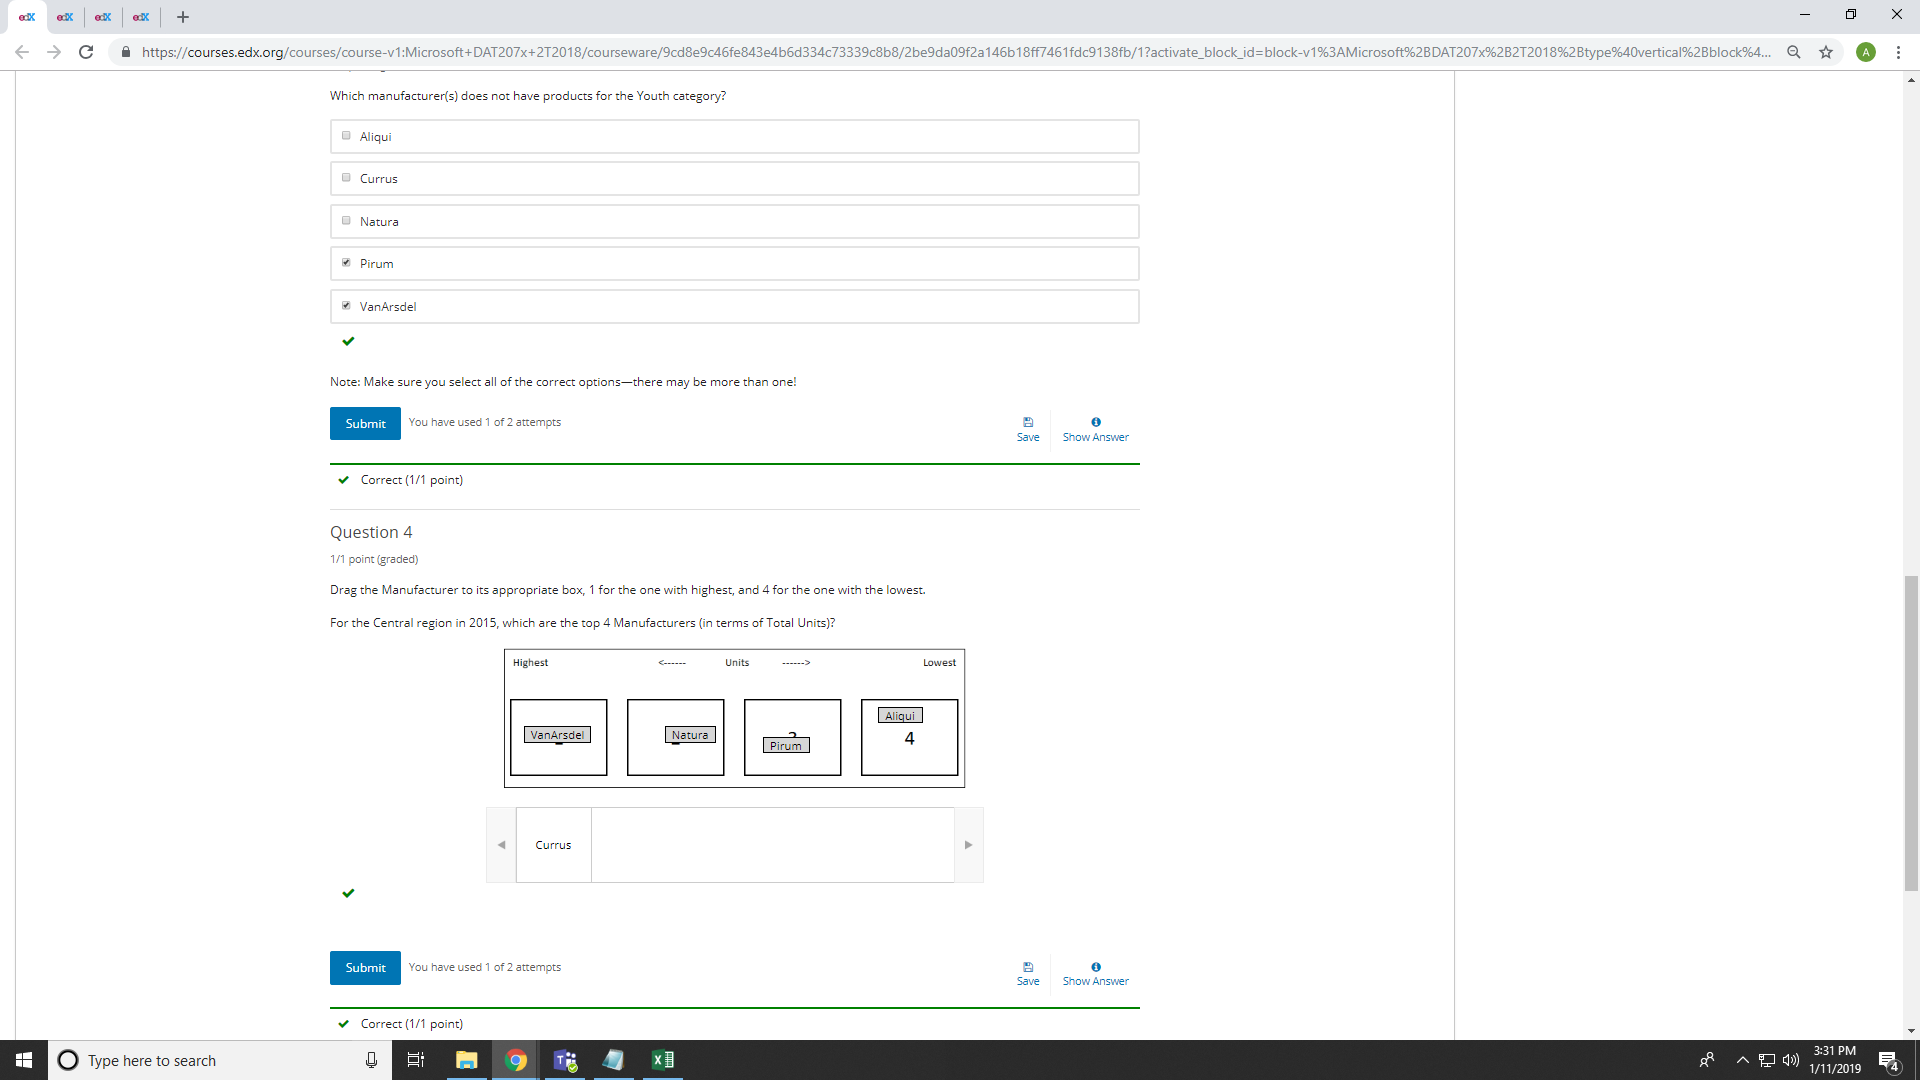 edX edX edX edX
https://courses.edx.org/courses/course-v1:Microsoft+DAT207x+2T2018/courseware/9cd8e9c46fe843e4b6d334c73339c8b8/2be9da09f2a146b18ff7461fdc9138fb/1?activate_block_id=block-v1%3AMicrosoft%2BDAT207x%2B2T2018%2Btype%40vertical%2Bblock%4... A
Which manufacturer(s) does not have products for the Youth category?
Aliqui
Currus
Natura
Pirum
VanArsdel
Note: Make sure you select all of the correct options—there may be more than one!
Submit You have used 1 of 2 attempts Save Show Answer
Correct (1/1 point)
Question 4
1/1 point (graded)
Drag the Manufacturer to its appropriate box, 1 for the one with highest, and 4 for the one with the lowest.
For the Central region in 2015, which are the top 4 Manufacturers (in terms of Total Units)?
Highest <------ Units ------> Lowest
VanArsdel Natura Pirum Aliqui
4
Currus
Submit You have used 1 of 2 attempts Save Show Answer
Correct (1/1 point)
Type here to search
3:31 PM
1/11/2019
4